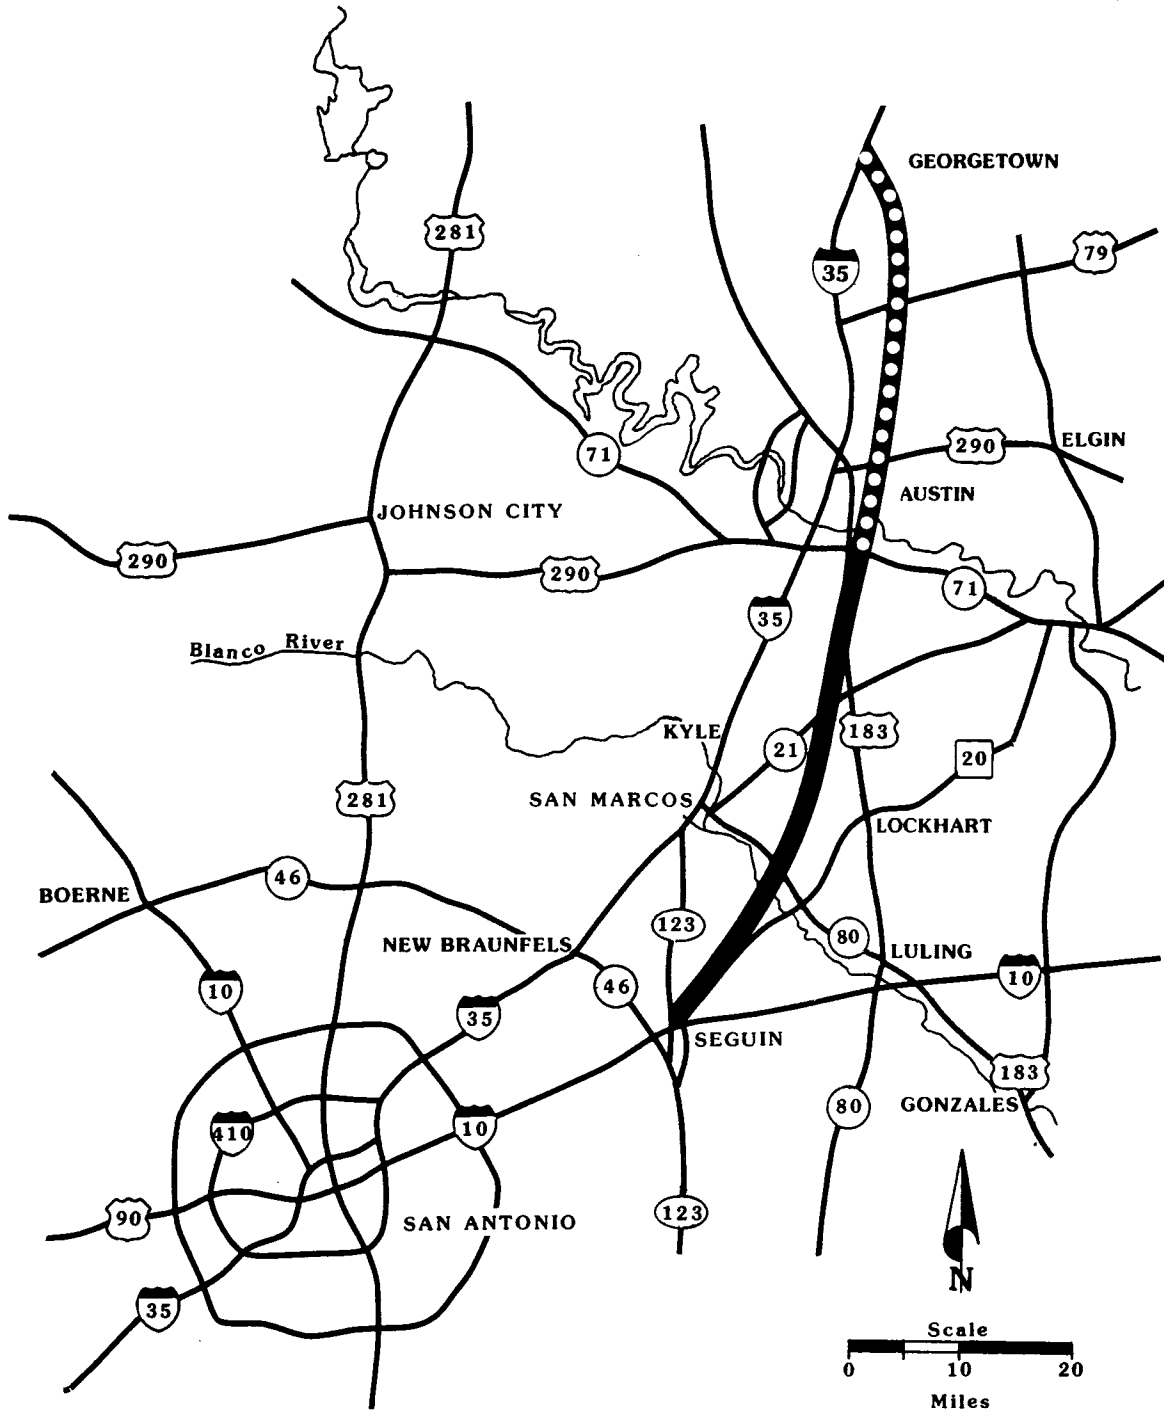 GEORGETOWN
281
79
35
290
ELGIN
71
AUSTIN
JOHNSON CITY
290
290
71
35
Blanco River
KYLE
183
21
20
SAN MARCOS
281
LOCKHART
46
BOERNE
123
80
NEW BRAUNFELS
LULING
10
10
46
35
SEGUIN
183
GONZALES
80
410
10
90
SAN ANTONIO
123
35
N
Scale
0 10 20
Miles